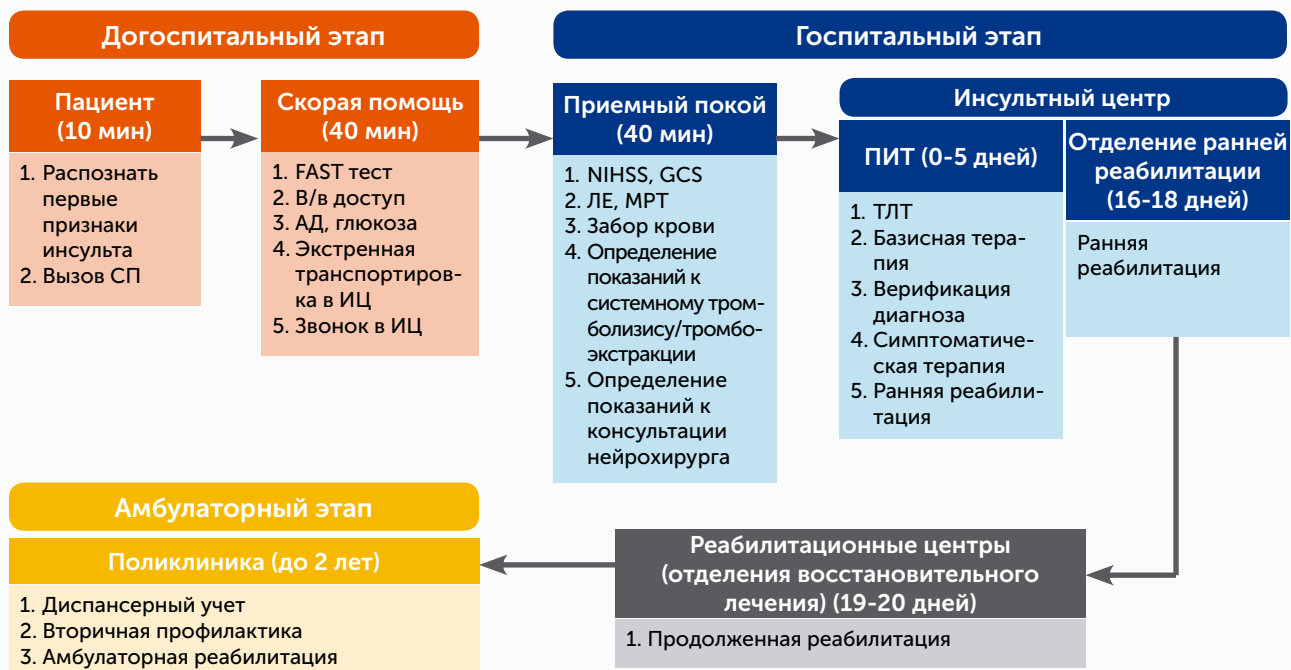 Догоспитальный этап
Госпитальный этап
Пациент
(10 мин)
1. Распознать
первые
признаки
инсульта
2. Вызов СП
Скорая помощь
(40 мин)
1. FAST тест
2. В/в доступ
3. АД, глюкоза
4. Экстренная
транспортиров-
ка в ИЦ
5. Звонок в ИЦ
Приемный покой
(40 мин)
1. NIHSS, GCS
2. ЛЕ, МРТ
3. Забор крови
4. Определение
показаний к
системному тром-
болизису/тромбо-
экстракции
5. Определение
показаний к
консультации
нейрохирурга
Инсультный центр
ПИТ (0-5 дней)
1. ТЛТ
2. Базисная тера-
пия
3. Верификация
диагноза
4. Симптоматиче-
ская терапия
5. Ранняя реабили-
тация
Отделение ранней
реабилитации
(16-18 дней)
Ранняя
реабилитация
Реабилитационные центры
(отделения восстановительного
лечения) (19-20 дней)
1. Продолженная реабилитация
Амбулаторный этап
Поликлиника (до 2 лет)
1. Диспансерный учет
2. Вторичная профилактика
3. Амбулаторная реабилитация